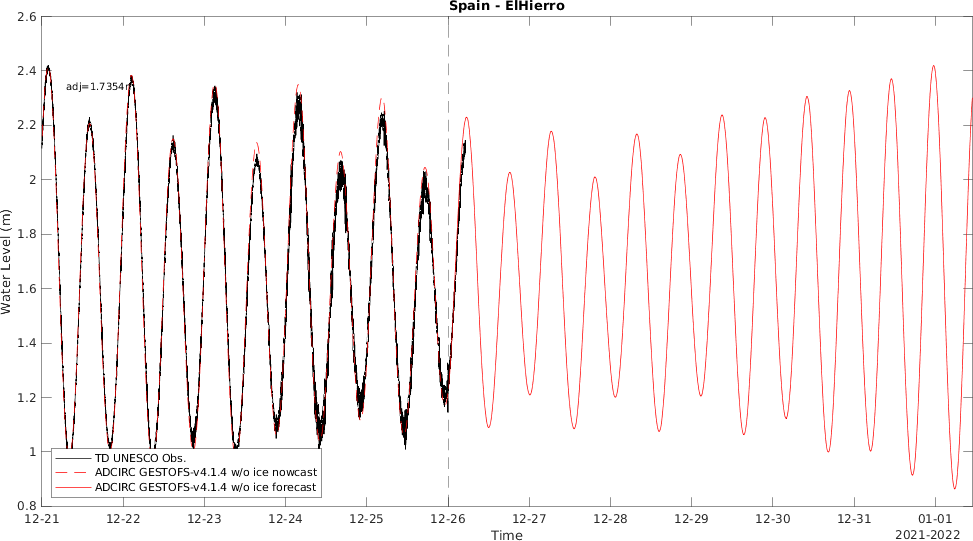 Spain - ElHierro
2.6
2.4
2.2
2
1.8
1.6
1.4
1.2
1
0.8
Water Level (m)
adj=1.7354
TD UNESCO Obs.
ADCIRC GESTOFS-v4.1.4 w/o ice nowcast
ADCIRC GESTOFS-v4.1.4 w/o ice forecast
12-21 12-22 12-23 12-24 12-25 12-26 12-27 12-28 12-29 12-30 12-31 01-01
Time
2021-2022